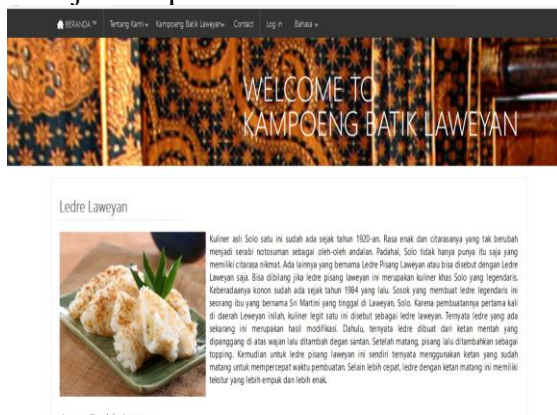 BERANDA Tentang Kami Kampoeng Batik Laweyan Contact Log in Bahasa
WELCOME TO
KAMPOENG BATIK LAWEYAN
Ledre Laweyan
Kuliner asli Solo satu ini sudah ada sejak tahun 1920-an. Rasa enak dan citarasanya yang tak berubah
menjadi serabi notosuman sebagai oleh-oleh andalan. Padahal, Solo tidak hanya punya itu saja yang
memiliki citarasa nikmat. Ada lainnya yang bernama Ledre Pisang Laweyan atau bisa disebut dengan Ledre
Laweyan saja. Bisa dibilang jika ledre pisang laweyan ini merupakan kuliner khas Solo yang legendaris.
Keberadaanya konon sudah ada sejak tahun 1984 yang lalu. Sosok yang membuat ledre legendaris ini
seorang ibu yang bernama Sri Martini yang tinggal di Laweyan, Solo. Karena pembuatannya pertama kali
di daerah Leweyan inilah, kuliner legit satu ini disebut sebagai ledre laweyan. Ternyata ledre yang ada
sekarang ini merupakan hasil modifikasi. Dahulu, ternyata ledre dibuat dari ketan mentah yang
dipanggang di atas wajan lalu ditambah degan santan. Setelah matang, pisang lalu ditambahkan sebagai
topping. Kemudian untuk ledre pisang laweyan ini sendiri ternyata menggunakan ketan yang sudah
matang untuk mempercepat waktu pembuatan. Selain lebih cepat, ledre dengan ketan matang ini memiliki
tekstur yang lebih empuk dan lebih enak.